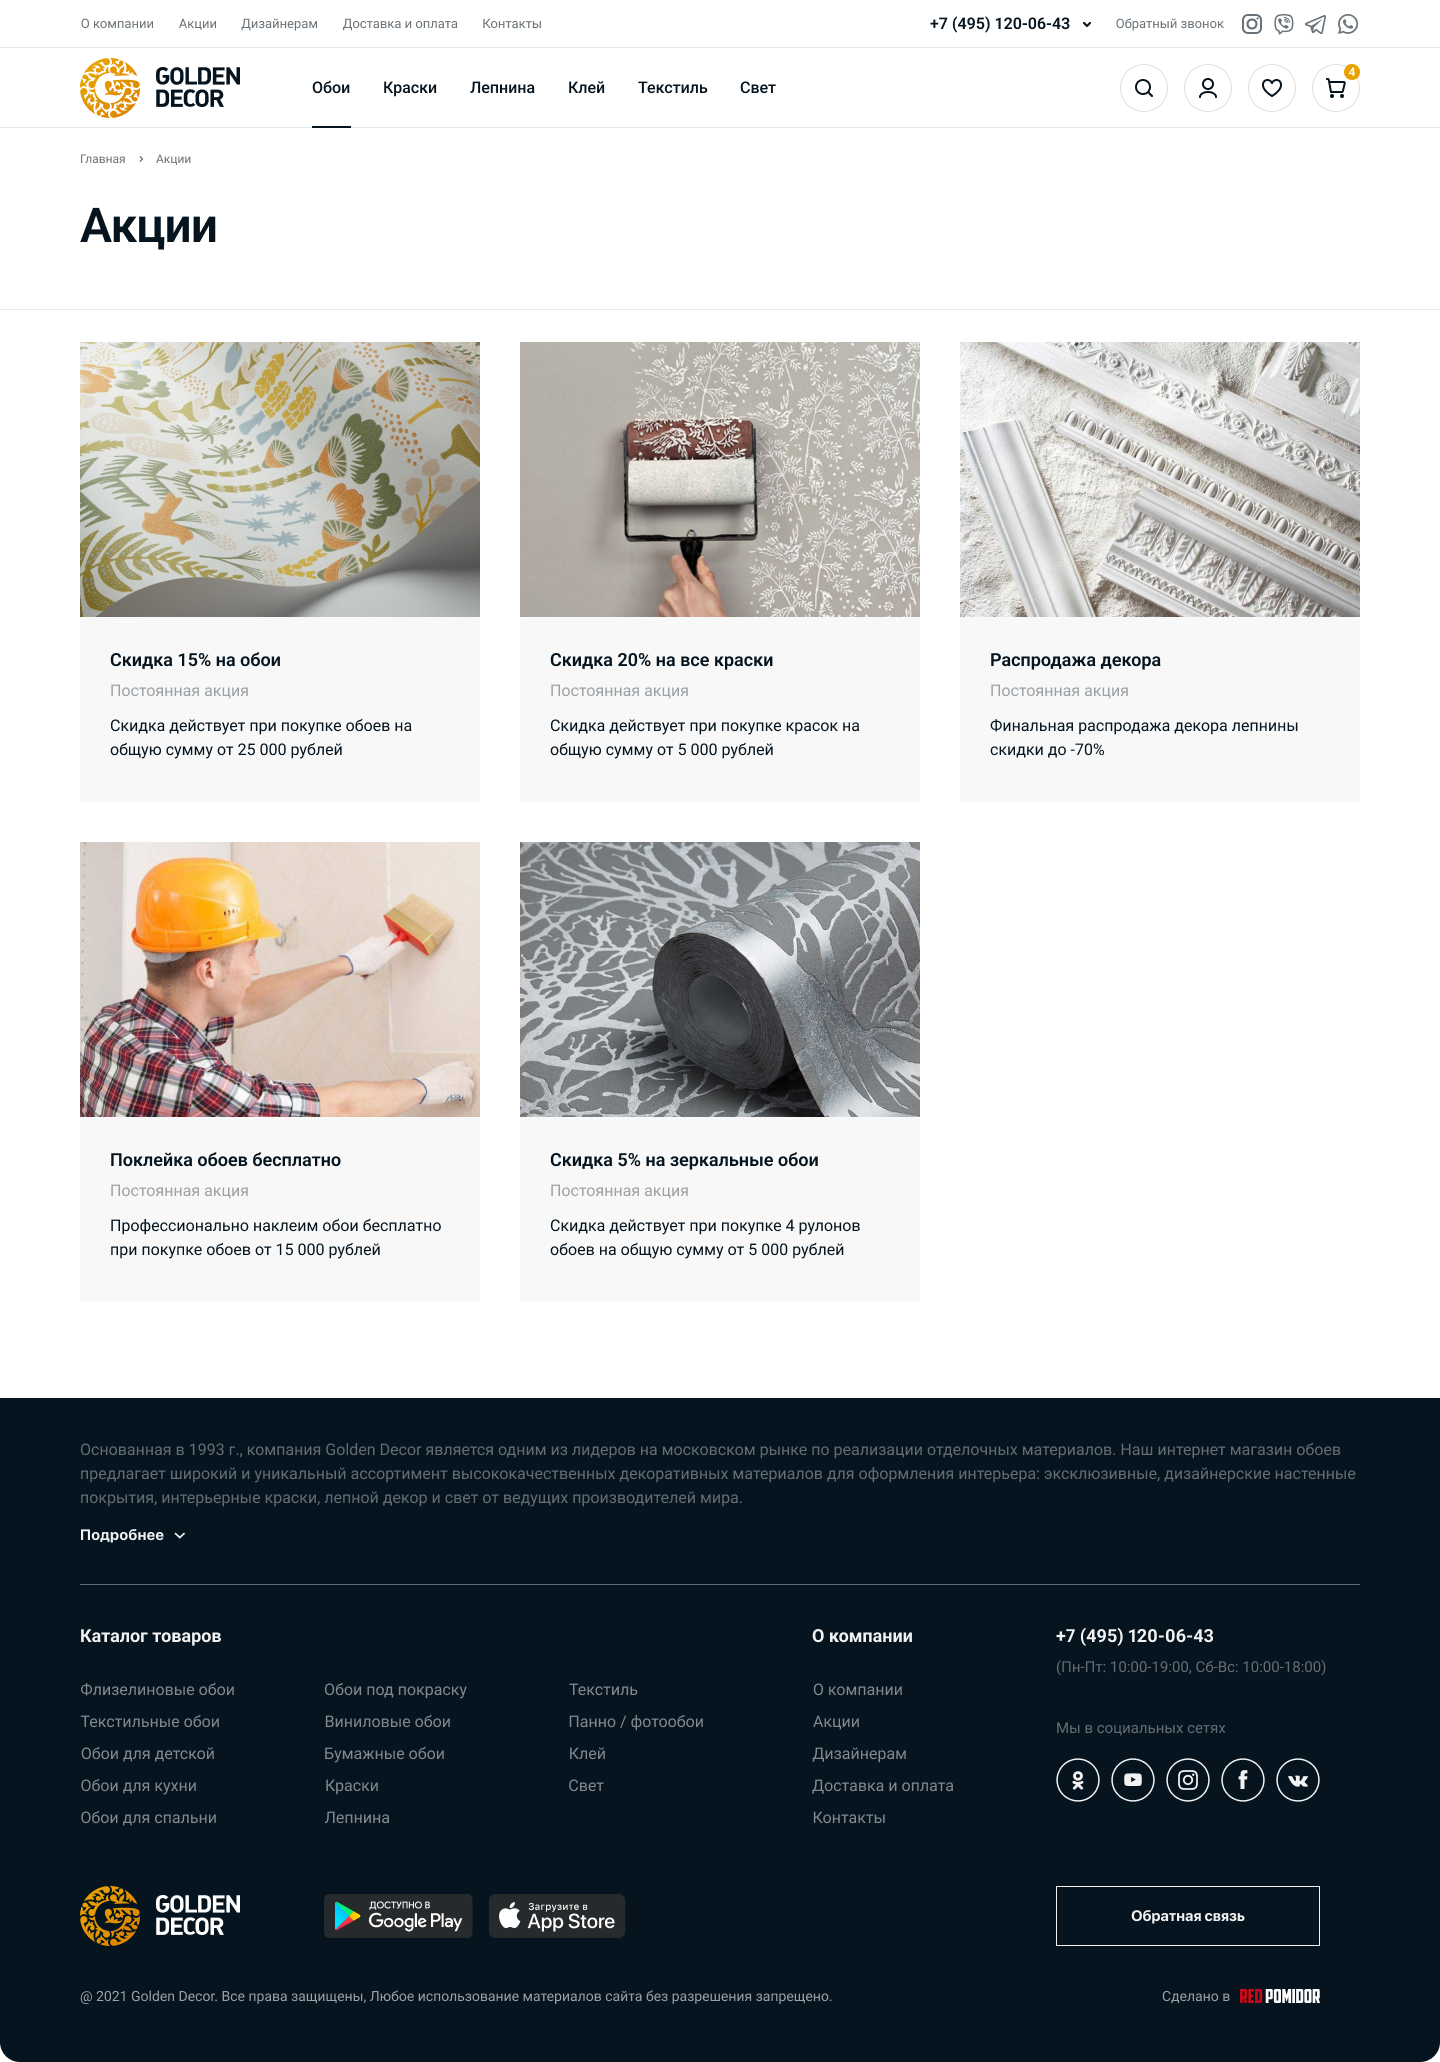 О компании Акции Дизайнерам Доставка и оплата Контакты +7 (495) 120-06-43 Обратный звонок
GOLDEN
DECOR
Обои Краски Лепнина Клей Текстиль Свет 4
Главная Акции
Акции
Скидка 15% на обои
Постоянная акция
Скидка действует при покупке обоев на
общую сумму от 25 000 рублей
Скидка 20% на все краски
Постоянная акция
Скидка действует при покупке красок на
общую сумму от 5 000 рублей
Распродажа декора
Постоянная акция
Финальная распродажа декора лепнины
скидки до -70%
Поклейка обоев бесплатно
Постоянная акция
Профессионально наклеим обои бесплатно
при покупке обоев от 15 000 рублей
Скидка 5% на зеркальные обои
Постоянная акция
Скидка действует при покупке 4 рулонов
обоев на общую сумму от 5 000 рублей
Основанная в 1993 г., компания Golden Decor является одним из лидеров на московском рынке по реализации отделочных материалов. Наш интернет магазин обоев
предлагает широкий и уникальный ассортимент высококачественных декоративных материалов для оформления интерьера: эксклюзивные, дизайнерские настенные
покрытия, интерьерные краски, лепной декор и свет от ведущих производителей мира.
Подробнее
Каталог товаров
Флизелиновые обои
Текстильные обои
Обои для детской
Обои для кухни
Обои для спальни
Обои под покраску
Виниловые обои
Бумажные обои
Краски
Лепнина
Текстиль
Панно / фотообои
Клей
Свет
О компании
О компании
Акции
Дизайнерам
Доставка и оплата
Контакты
+7 (495) 120-06-43
(Пн-Пт: 10:00-19:00, Сб-Вс: 10:00-18:00)
Мы в социальных сетях
GOLDEN
DECOR
ДОСТУПНО В
Google Play
Загрузите в
App Store
Обратная связь
@ 2021 Golden Decor. Все права защищены, Любое использование материалов сайта без разрешения запрещено.
Сделано в RED POMIDOR